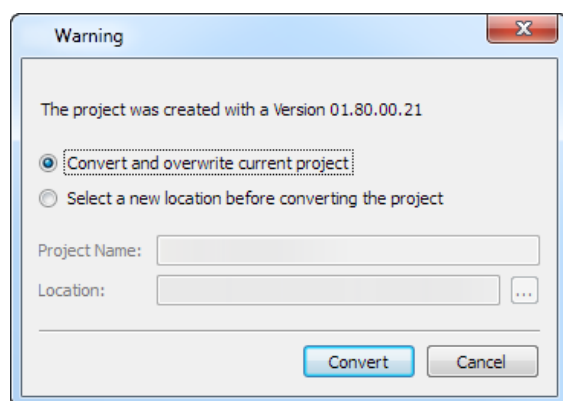 Warning
The project was created with a Version 01.80.00.21
Convert and overwrite current project
Select a new location before converting the project
Project Name:
Location:
...
Convert Cancel